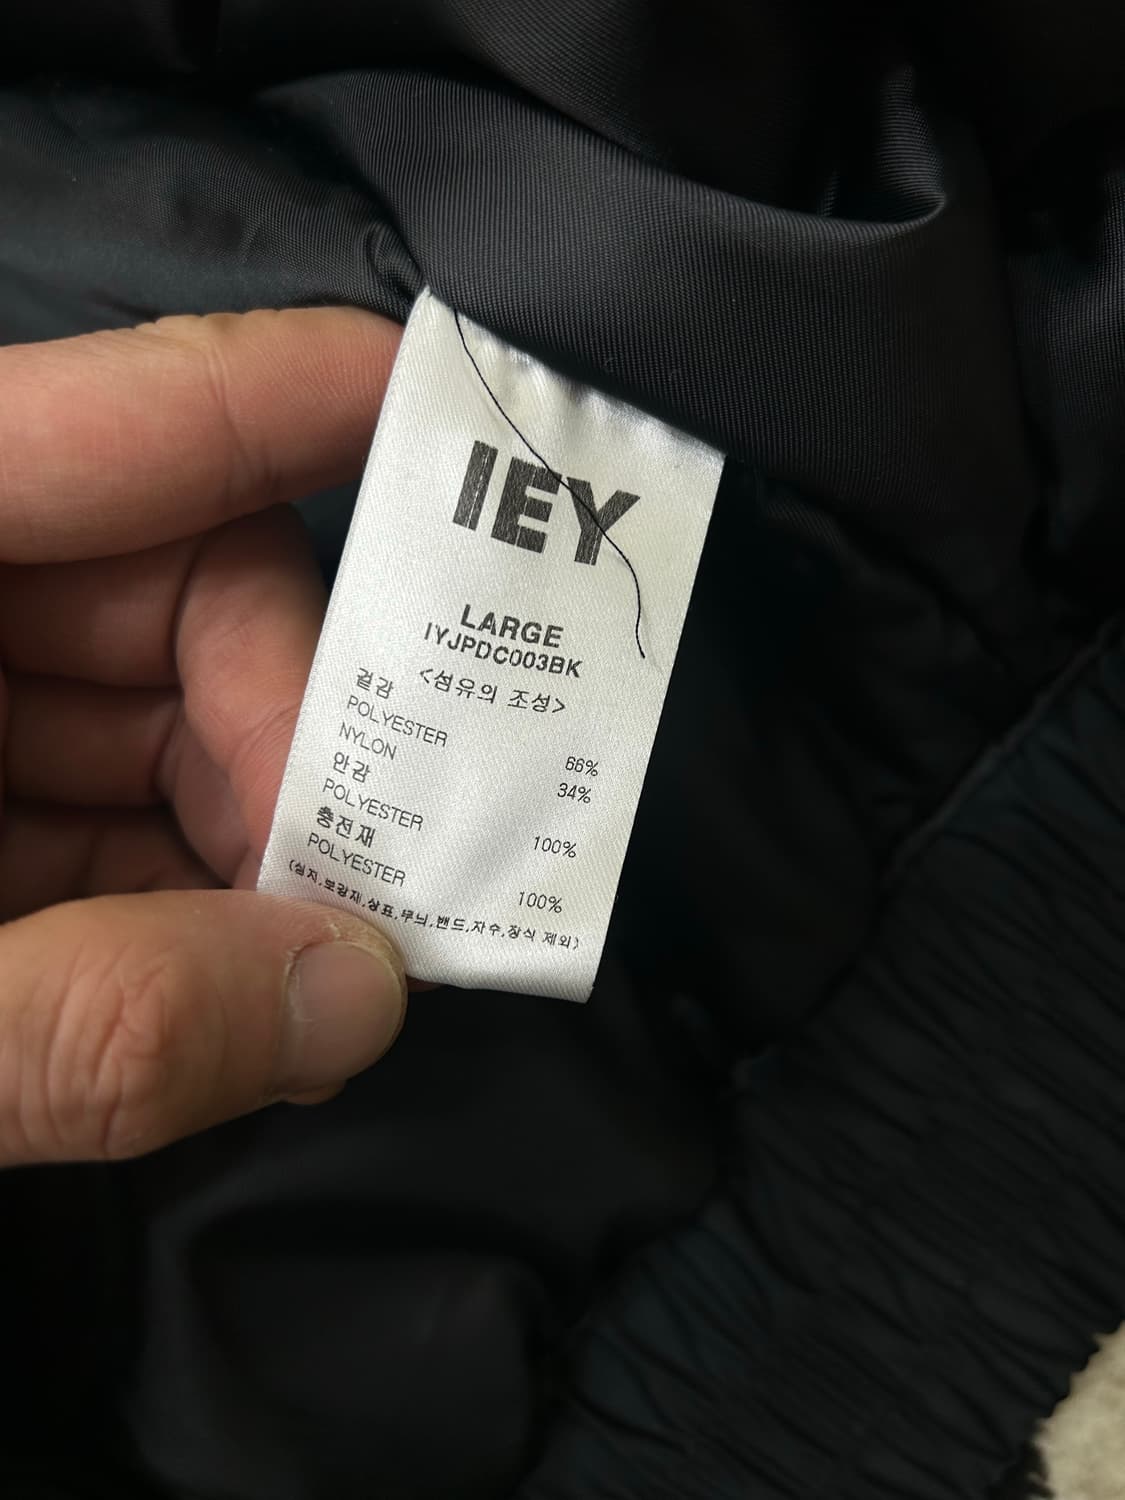 IEY
LARGE
IYJPDC003BK
<섬유의 조성>
겉감
POLYESTER 66%
NYLON 34%
안감
POLYESTER 100%
충전재
POLYESTER 100%
(심지,보강재,상표,무늬,밴드,자수,장식 제외)